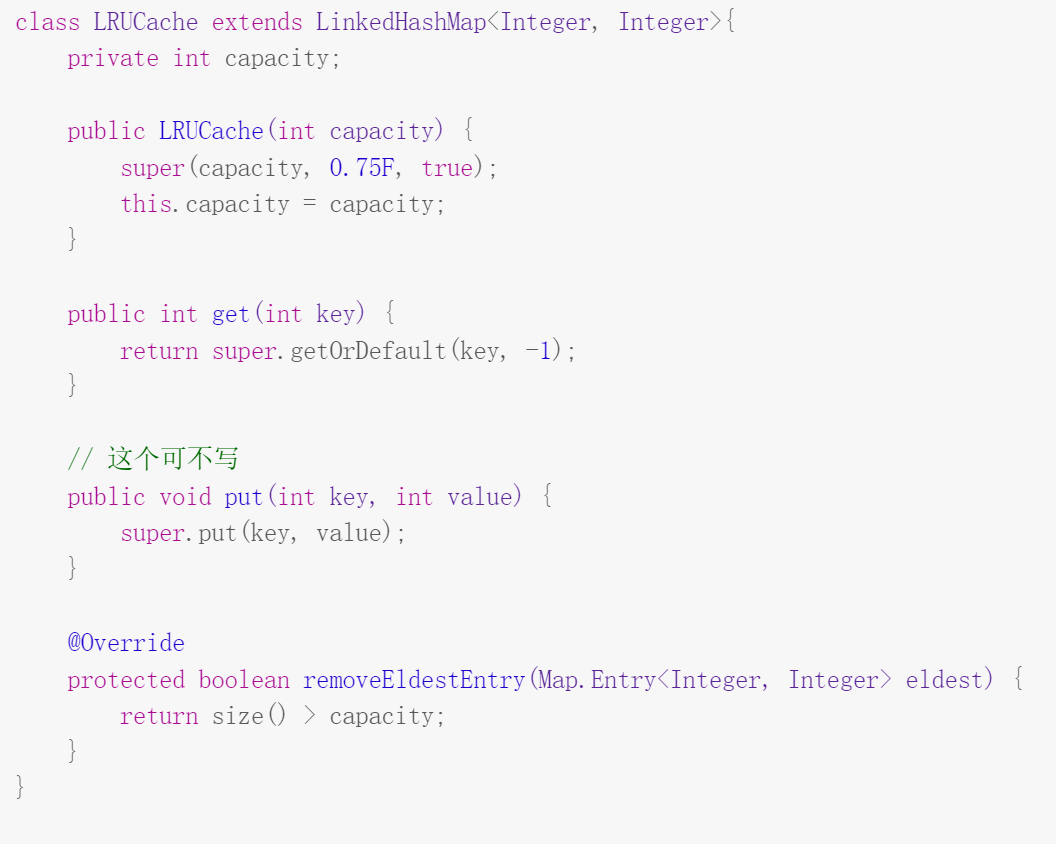 class LRUCache extends LinkedHashMap<Integer, Integer>{
    private int capacity;

    public LRUCache(int capacity) {
        super(capacity, 0.75F, true);
        this.capacity = capacity;
    }

    public int get(int key) {
        return super.getOrDefault(key, -1);
    }

    // 这个可不写
    public void put(int key, int value) {
        super.put(key, value);
    }

    @Override
    protected boolean removeEldestEntry(Map.Entry<Integer, Integer> eldest) {
        return size() > capacity;
    }
}